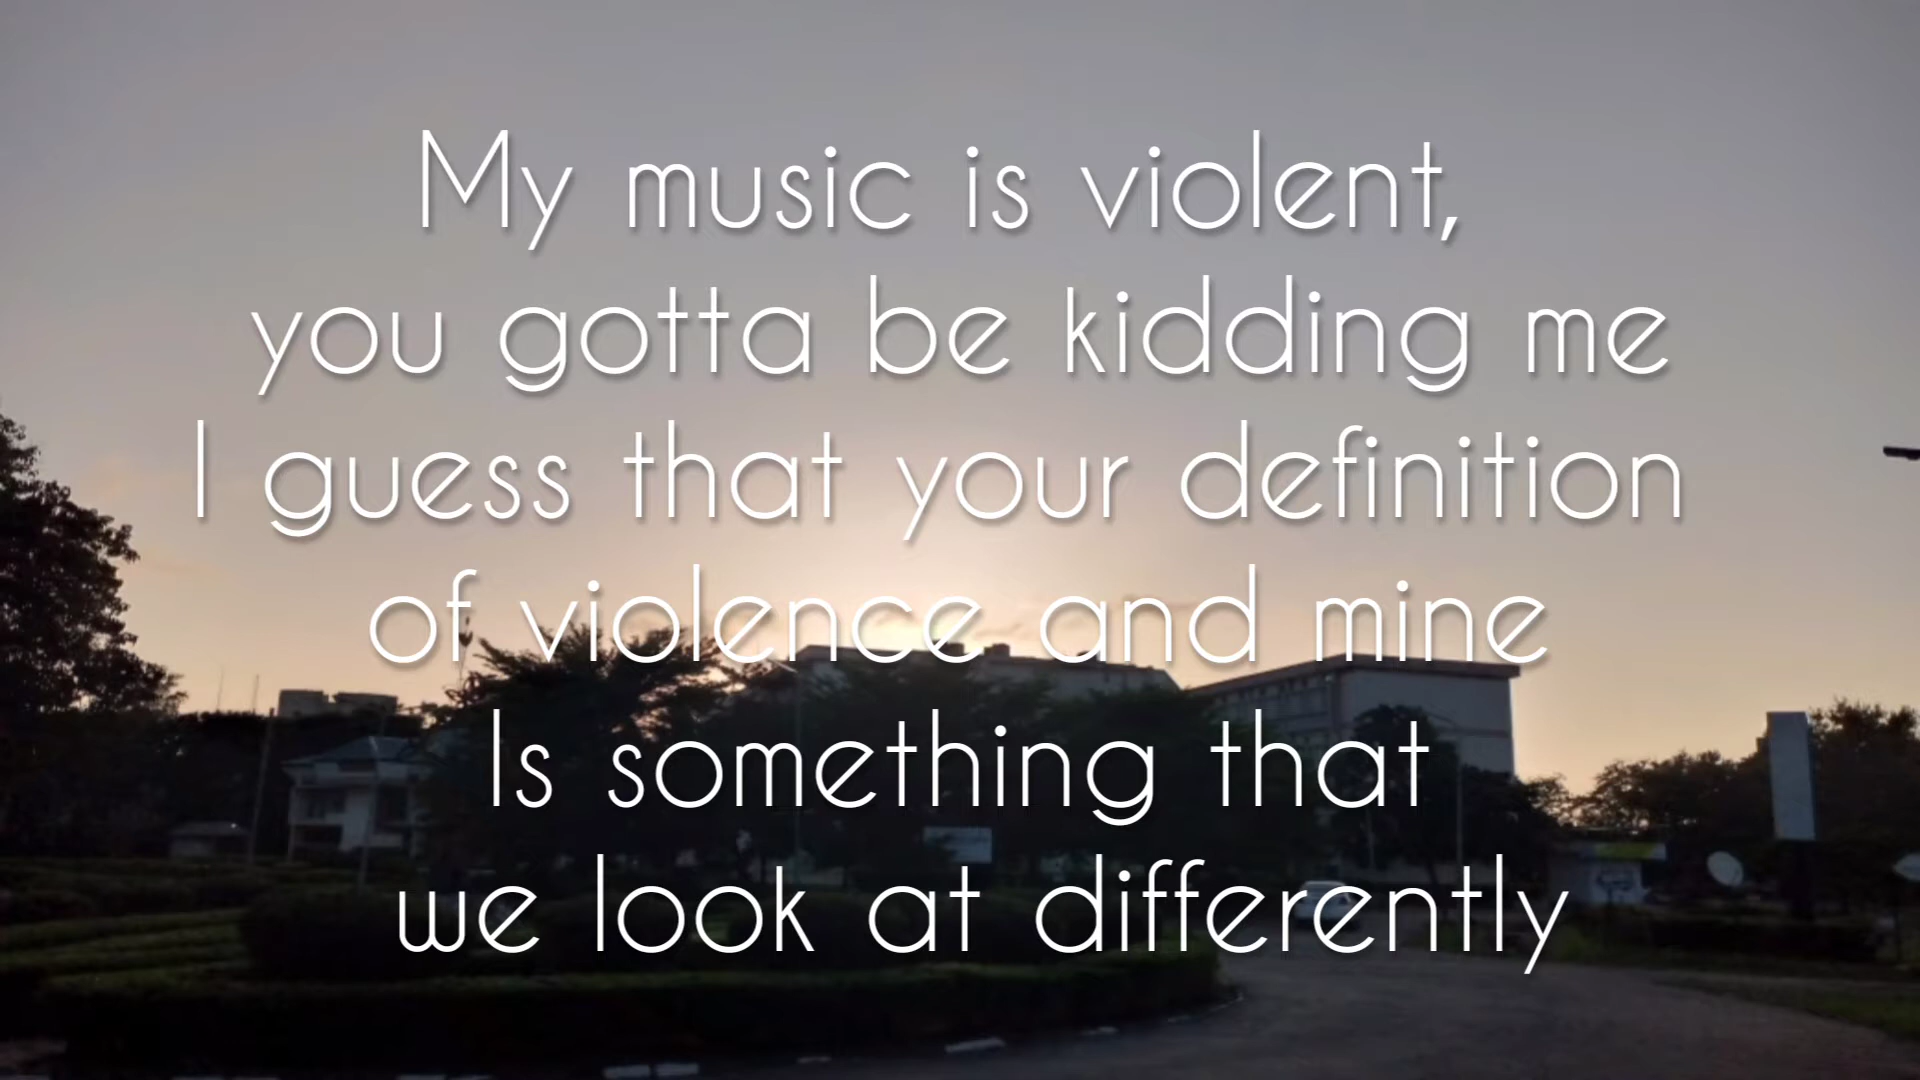 My music is violent,
you gotta be kidding me
I guess that your definition
of violence and mine
Is something that
we look at differently